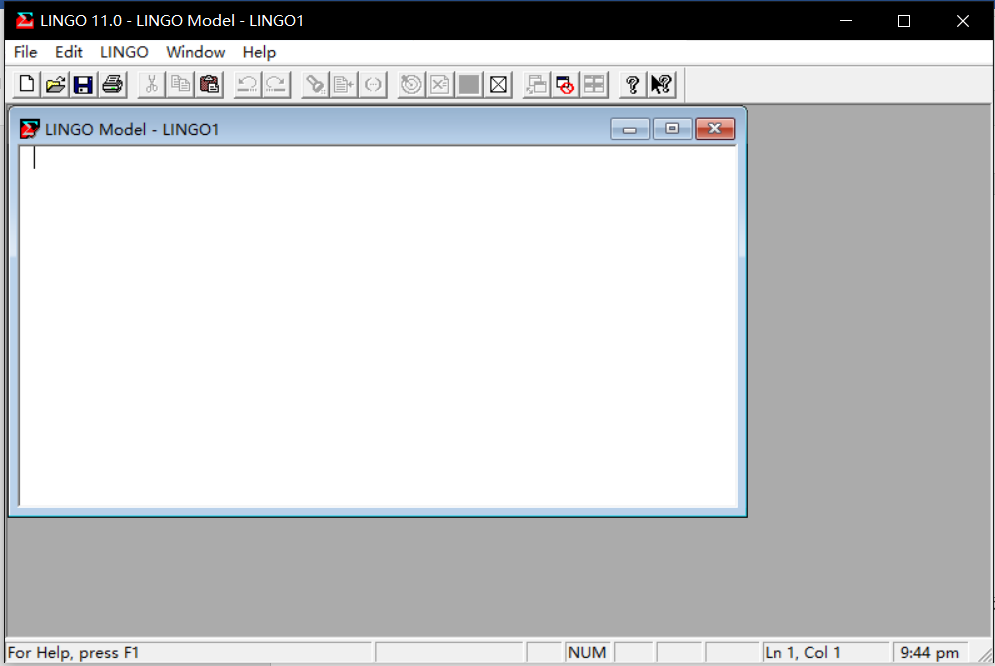 LINGO 11.0 - LINGO Model - LINGO1
File Edit LINGO Window Help
LINGO Model - LINGO1
For Help, press F1 NUM Ln 1, Col 1 9:44 pm